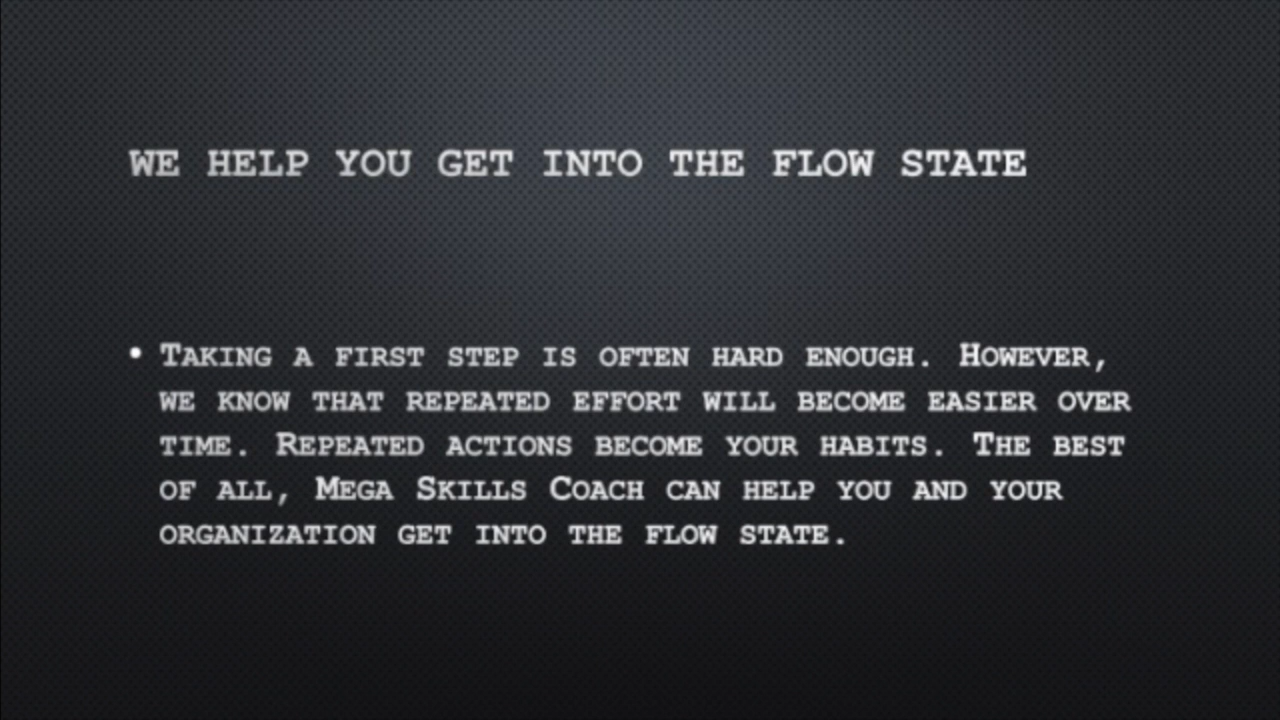 WE HELP YOU GET INTO THE FLOW STATE
• TAKING A FIRST STEP IS OFTEN HARD ENOUGH. HOWEVER,
WE KNOW THAT REPEATED EFFORT WILL BECOME EASIER OVER
TIME. REPEATED ACTIONS BECOME YOUR HABITS. THE BEST
OF ALL, MEGA SKILLS COACH CAN HELP YOU AND YOUR
ORGANIZATION GET INTO THE FLOW STATE.